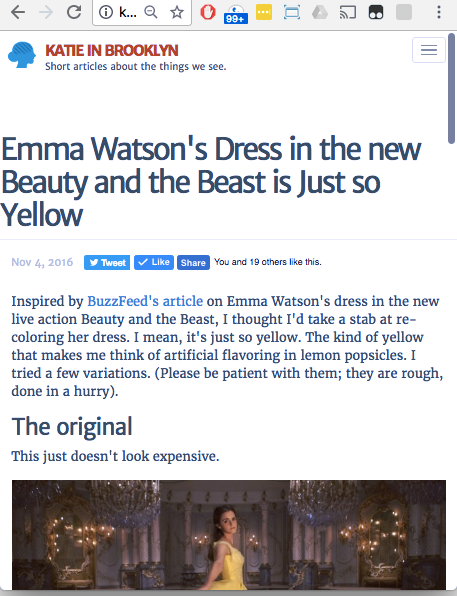 k...
99+
KATIE IN BROOKLYN
Short articles about the things we see.
Emma Watson's Dress in the new
Beauty and the Beast is Just so
Yellow
Nov 4, 2016 Tweet Like Share You and 19 others like this.
Inspired by BuzzFeed's article on Emma Watson's dress in the new
live action Beauty and the Beast, I thought I'd take a stab at re-
coloring her dress. I mean, it's just so yellow. The kind of yellow
that makes me think of artificial flavoring in lemon popsicles. I
tried a few variations. (Please be patient with them; they are rough,
done in a hurry).
The original
This just doesn't look expensive.